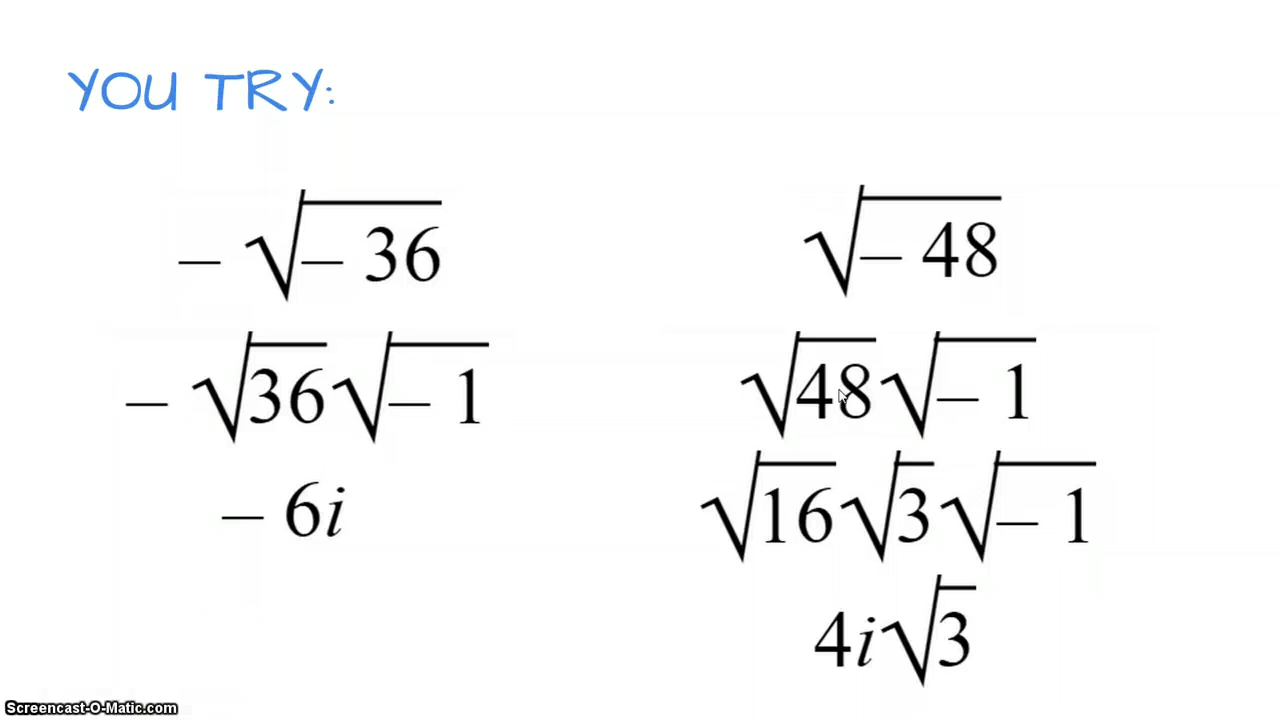 YOU TRY:
– √– 36
– √36 √– 1
– 6i
√– 48
√48 √– 1
√16 √3 √– 1
4i√3
Screencast-O-Matic.com